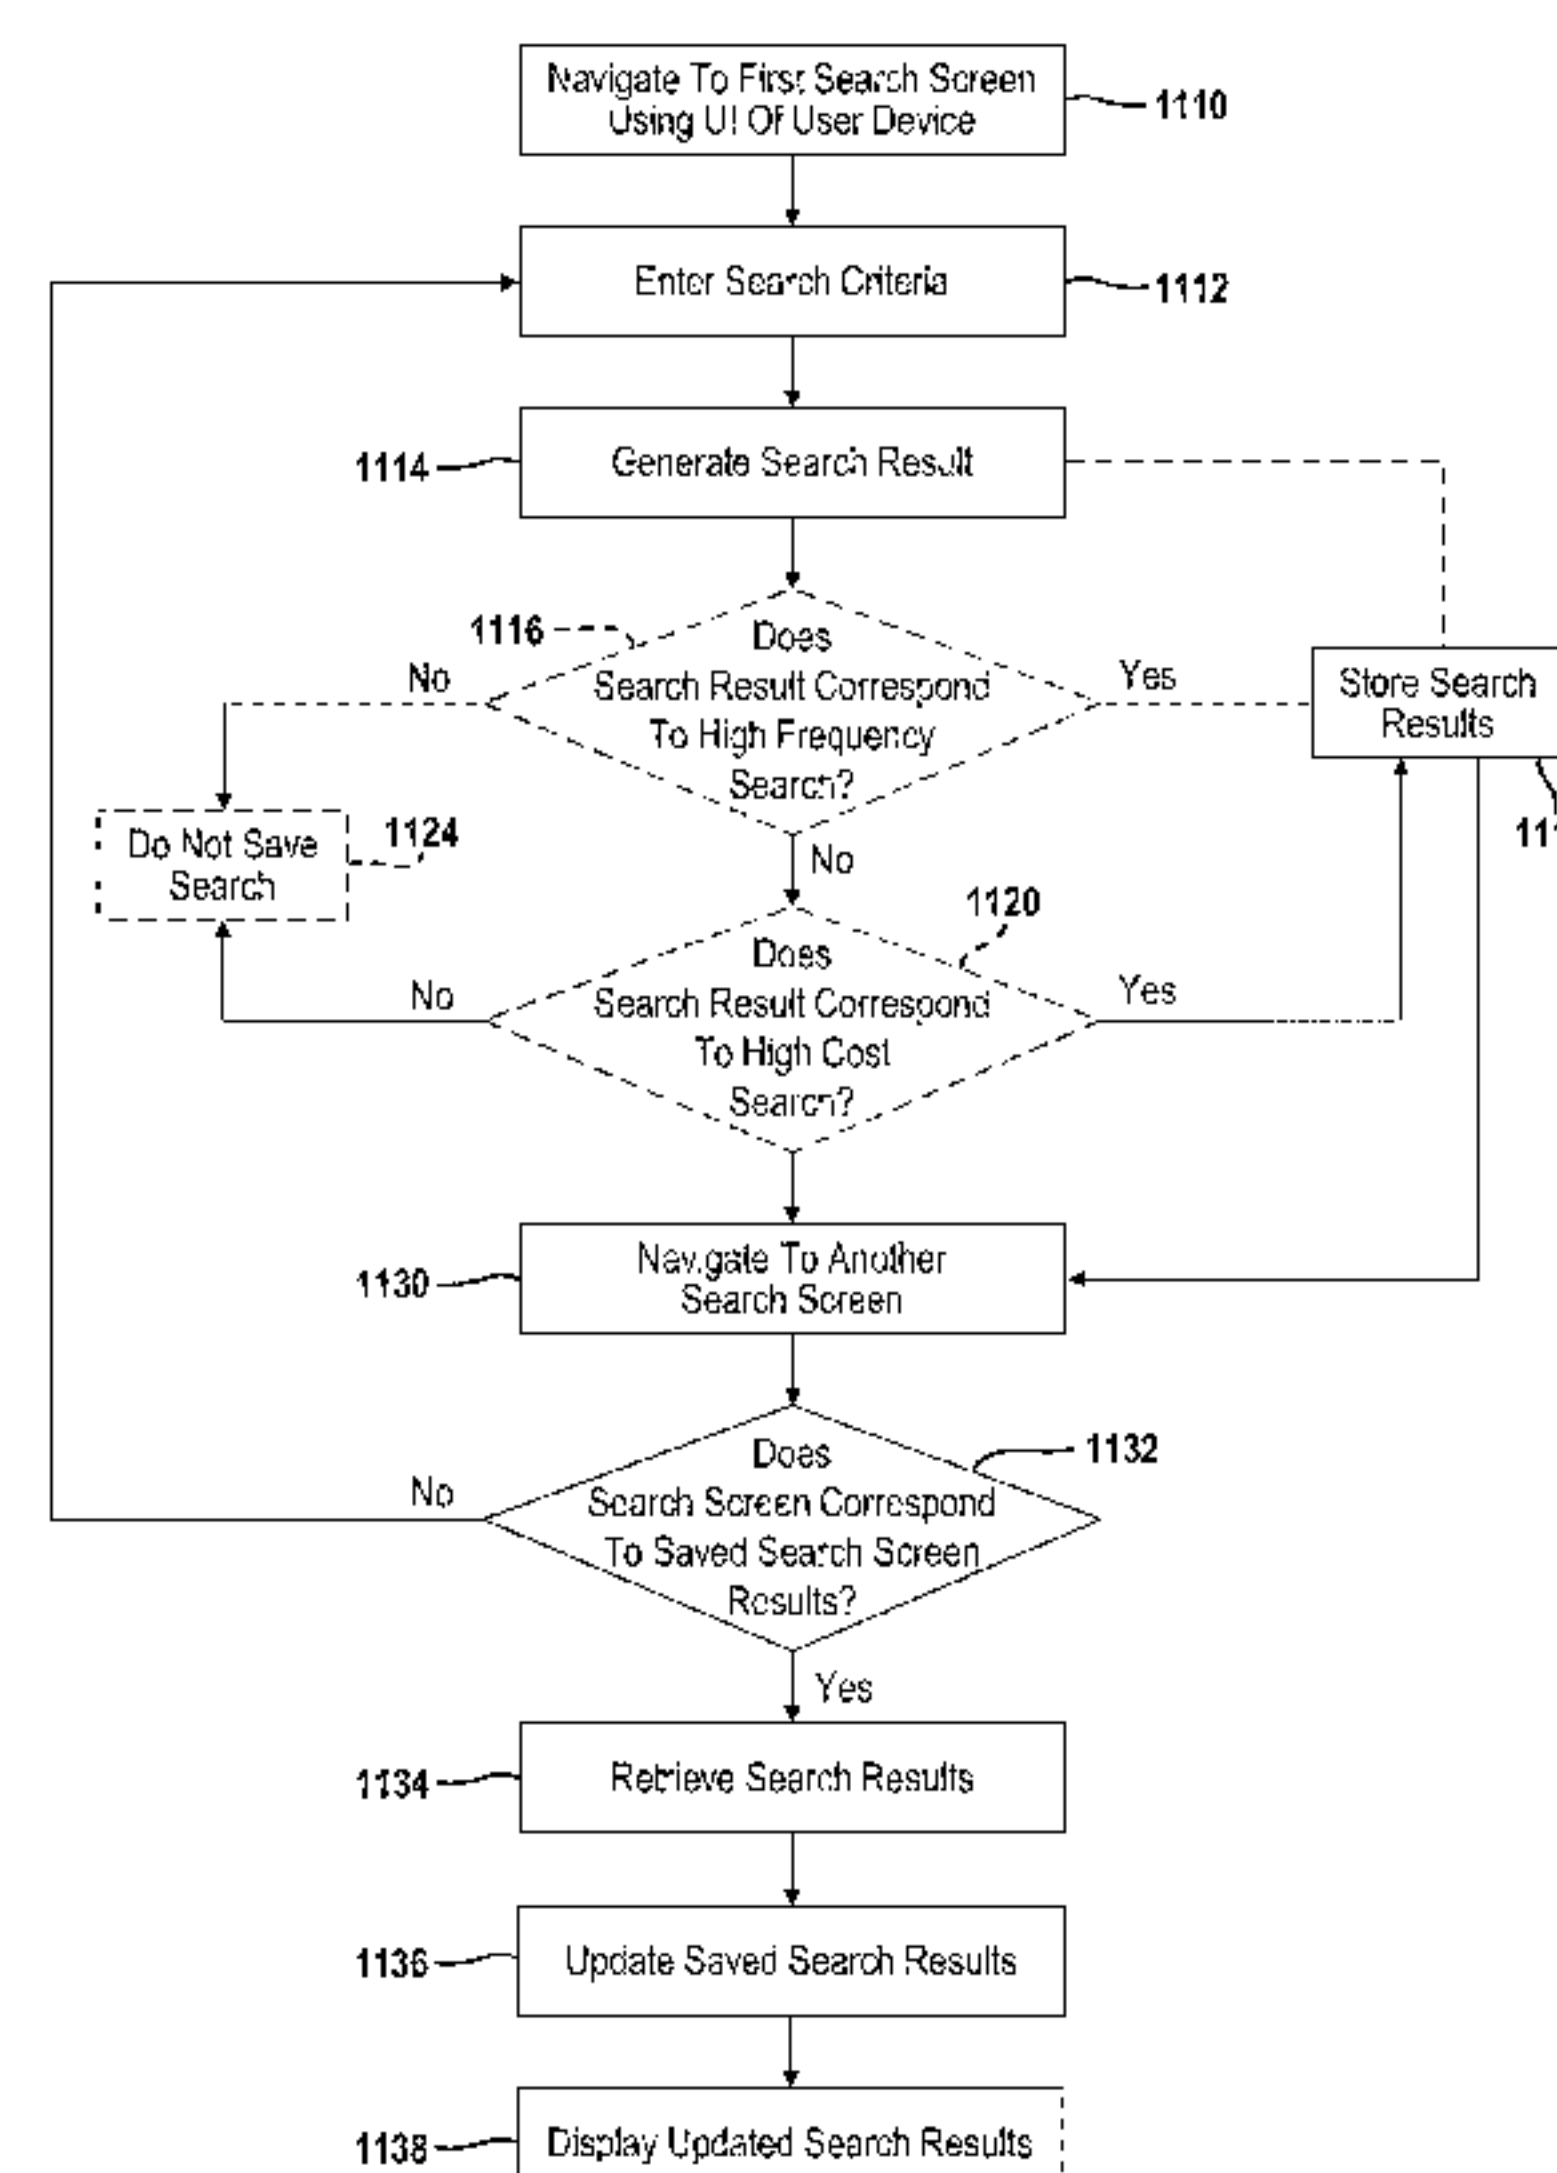 Navigate To First Search Screen
Using UI Of User Device
1110
Enter Search Criteria
1112
1114
Generate Search Result
1116
Does
Search Result Correspond
To High Frequency
Search?
No
Yes
Store Search
Results
11
Do Not Save
Search
1124
No
1120
Does
Search Result Correspond
To High Cost
Search?
No
Yes
1130
Navigate To Another
Search Screen
1132
Does
Search Screen Correspond
To Saved Search Screen
Results?
No
Yes
1134
Retrieve Search Results
1136
Update Saved Search Results
1138
Display Updated Search Results